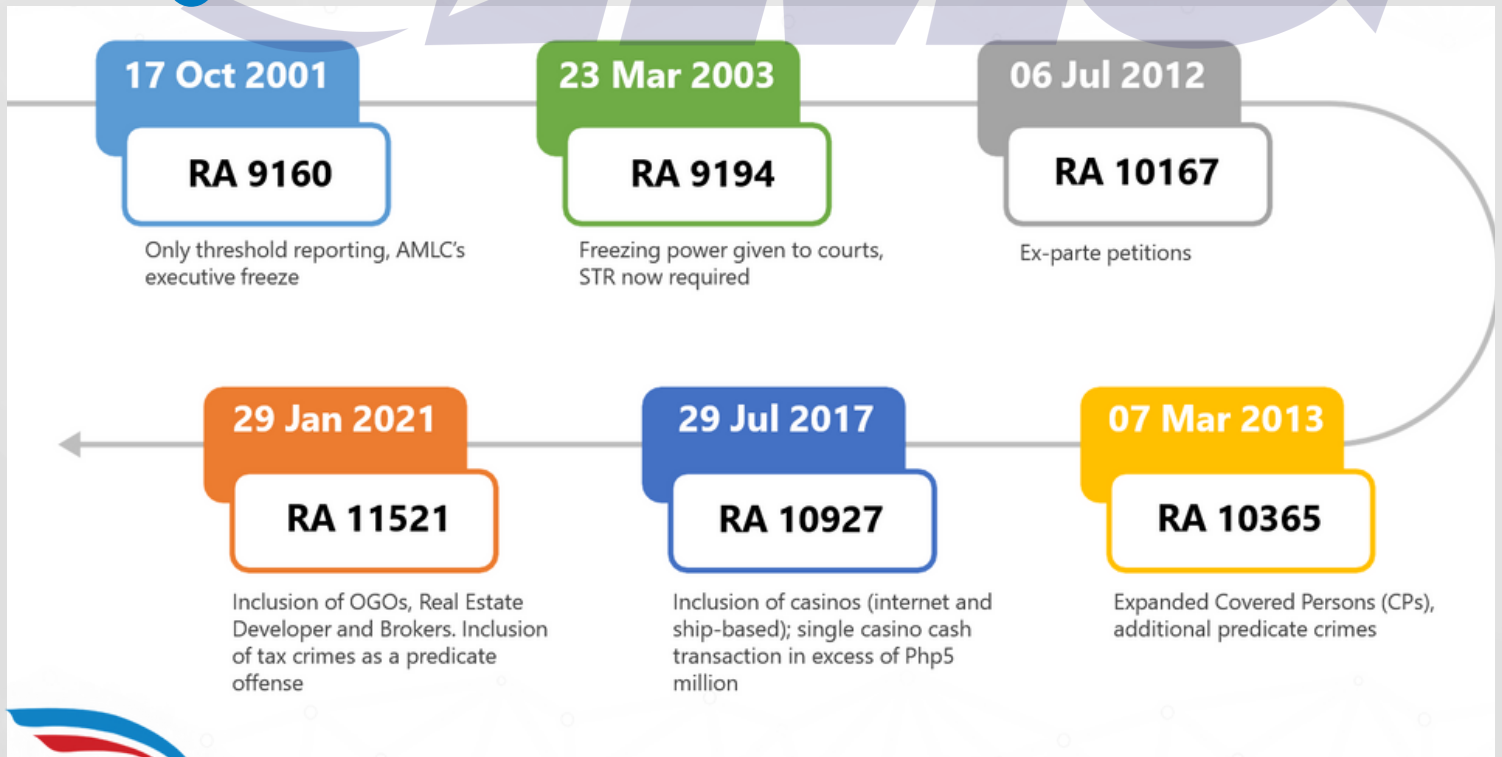 17 Oct 2001
RA 9160
Only threshold reporting, AMLC's
executive freeze
23 Mar 2003
RA 9194
Freezing power given to courts,
STR now required
06 Jul 2012
RA 10167
Ex-parte petitions
07 Mar 2013
RA 10365
Expanded Covered Persons (CPs),
additional predicate crimes
29 Jul 2017
RA 10927
Inclusion of casinos (internet and
ship-based); single casino cash
transaction in excess of Php5
million
29 Jan 2021
RA 11521
Inclusion of OGOs, Real Estate
Developer and Brokers. Inclusion
of tax crimes as a predicate
offense